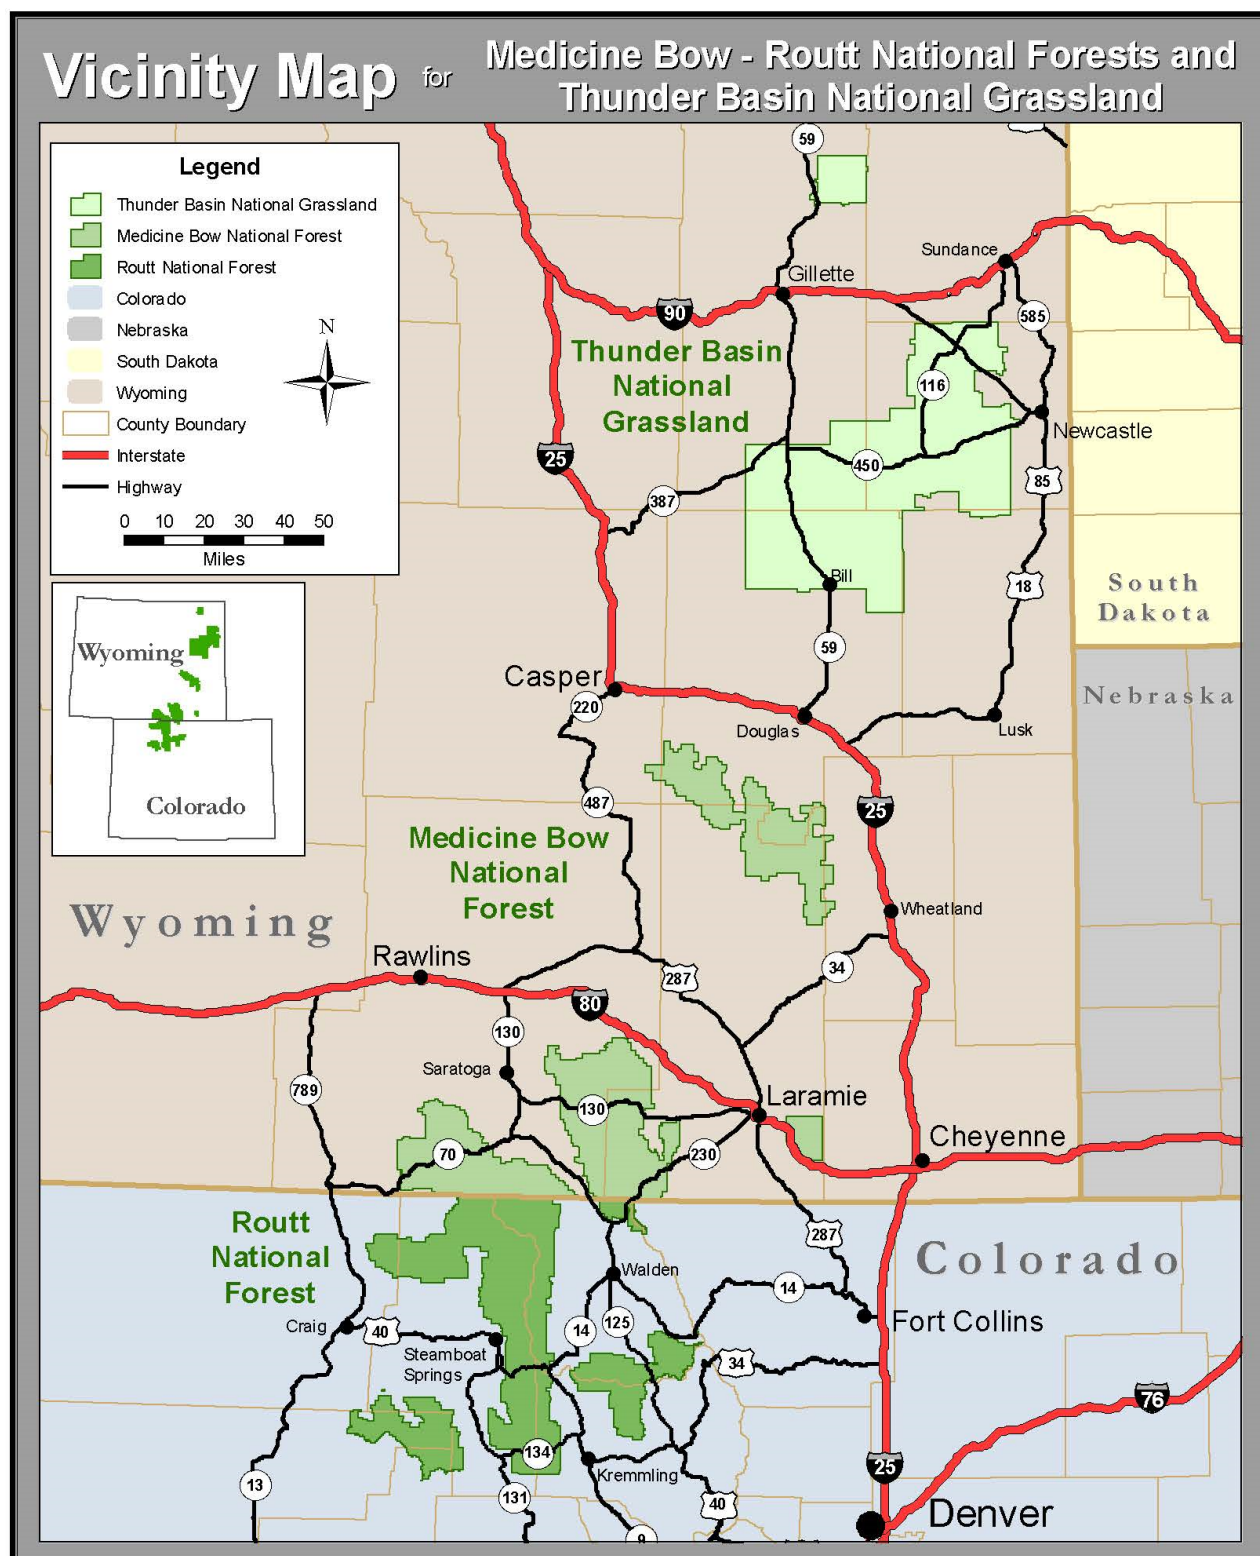 Vicinity Map for Medicine Bow - Routt National Forests and
Thunder Basin National Grassland
Legend
Thunder Basin National Grassland
Medicine Bow National Forest
Routt National Forest
Colorado
Nebraska
South Dakota
Wyoming
County Boundary
Interstate
Highway
0 10 20 30 40 50
Miles
N
Wyoming
Colorado
59
Sundance
Gillette
90
585
Thunder Basin
National
Grassland
116
Newcastle
25
450
85
387
Bill
18
South
Dakota
59
Casper
Nebraska
220
Douglas
Lusk
487
25
Medicine Bow
National
Forest
Wyoming
Wheatland
Rawlins
287
34
80
130
Saratoga
789
130
Laramie
70
230
Cheyenne
Routt
National
Forest
287
Colorado
Walden
14
Craig
40
14
125
Fort Collins
Steamboat
Springs
34
76
134
25
Kremmling
13
131
40
Denver
9